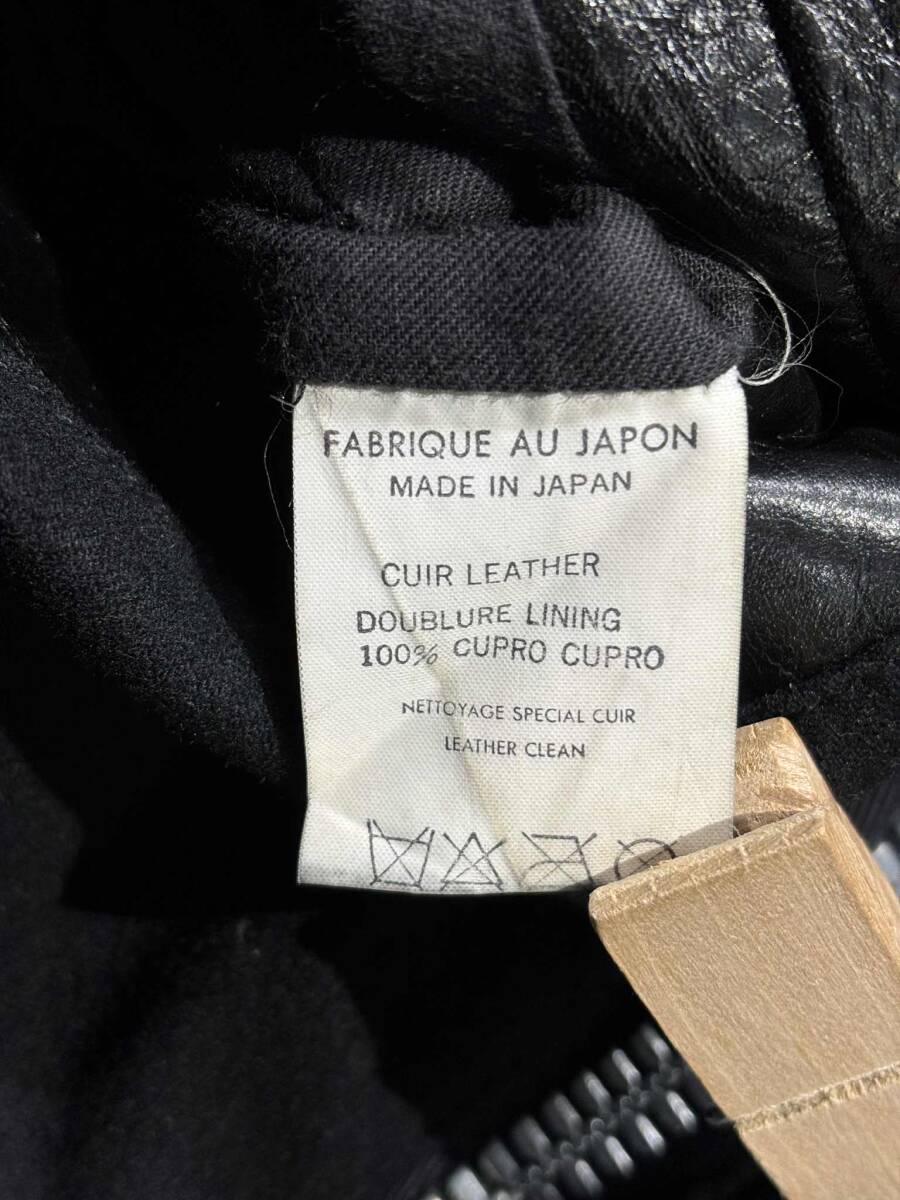 FABRIQUE AU JAPON
MADE IN JAPAN
CUIR LEATHER
DOUBLURE LINING
100% CUPRO CUPRO
NETTOYAGE SPECIAL CUIR
LEATHER CLEAN